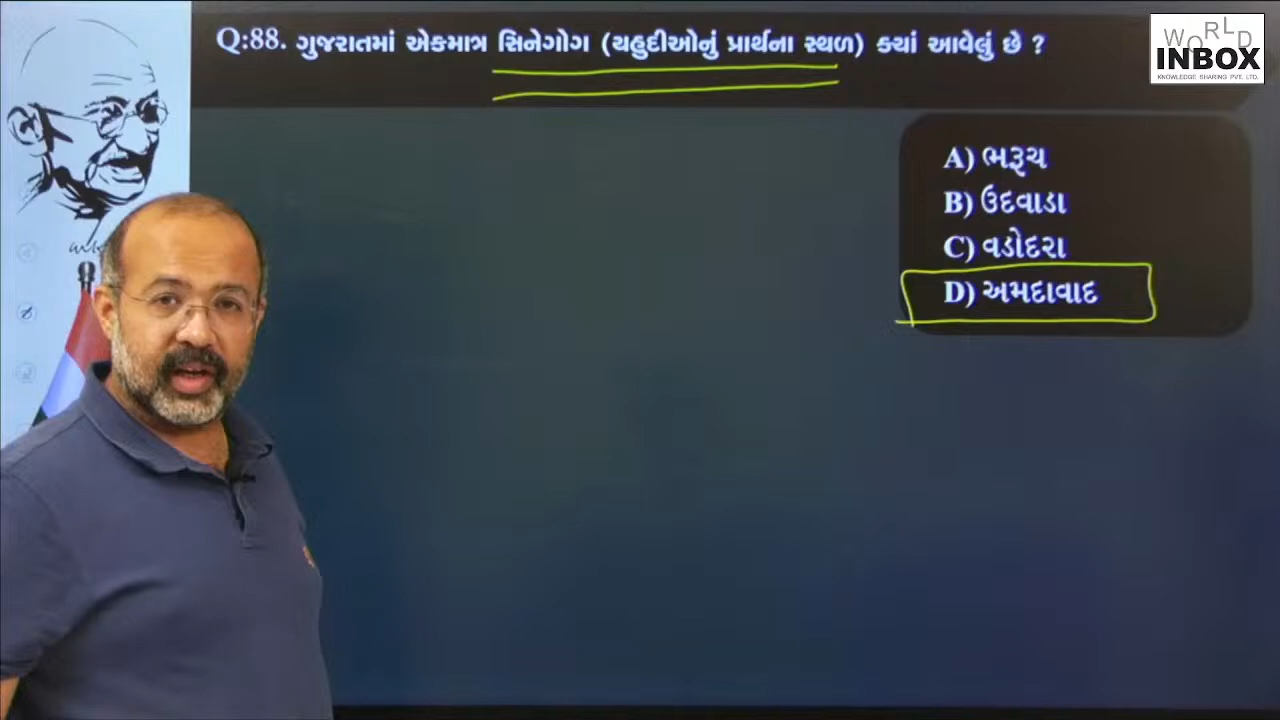 Q:88. ગુજરાતમાં એકમાત્ર સિનેગોગ (યહુદીઓનું પ્રાર્થના સ્થળ) ક્યાં આવેલું છે ?
WORLD
INBOX
KNOWLEDGE SHARING PVT. LTD.
A) ભરૂચ
B) ઉદવાડા
C) વડોદરા
D) અમદાવાદ